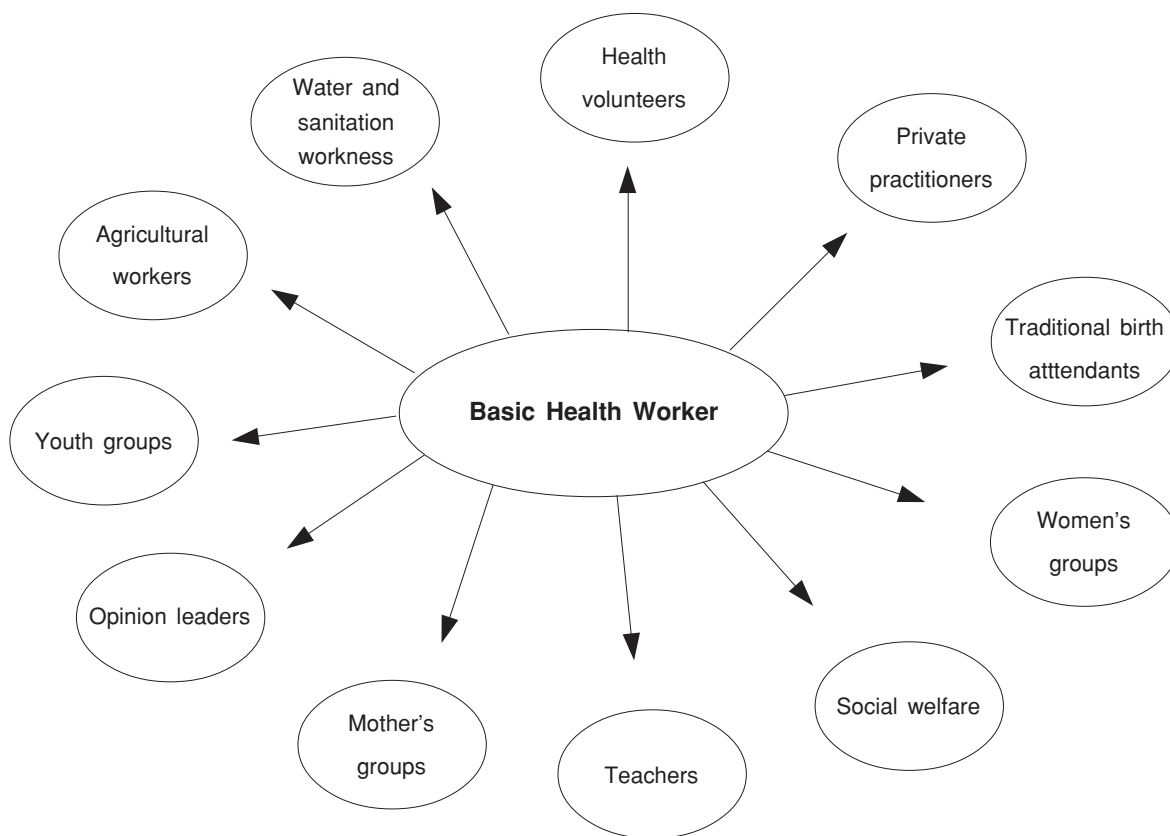 Health
volunteers
Water and
sanitation
workness
Private
practitioners
Agricultural
workers
Traditional birth
atttendants
Basic Health Worker
Youth groups
Women's
groups
Opinion leaders
Social welfare
Mother's
groups
Teachers